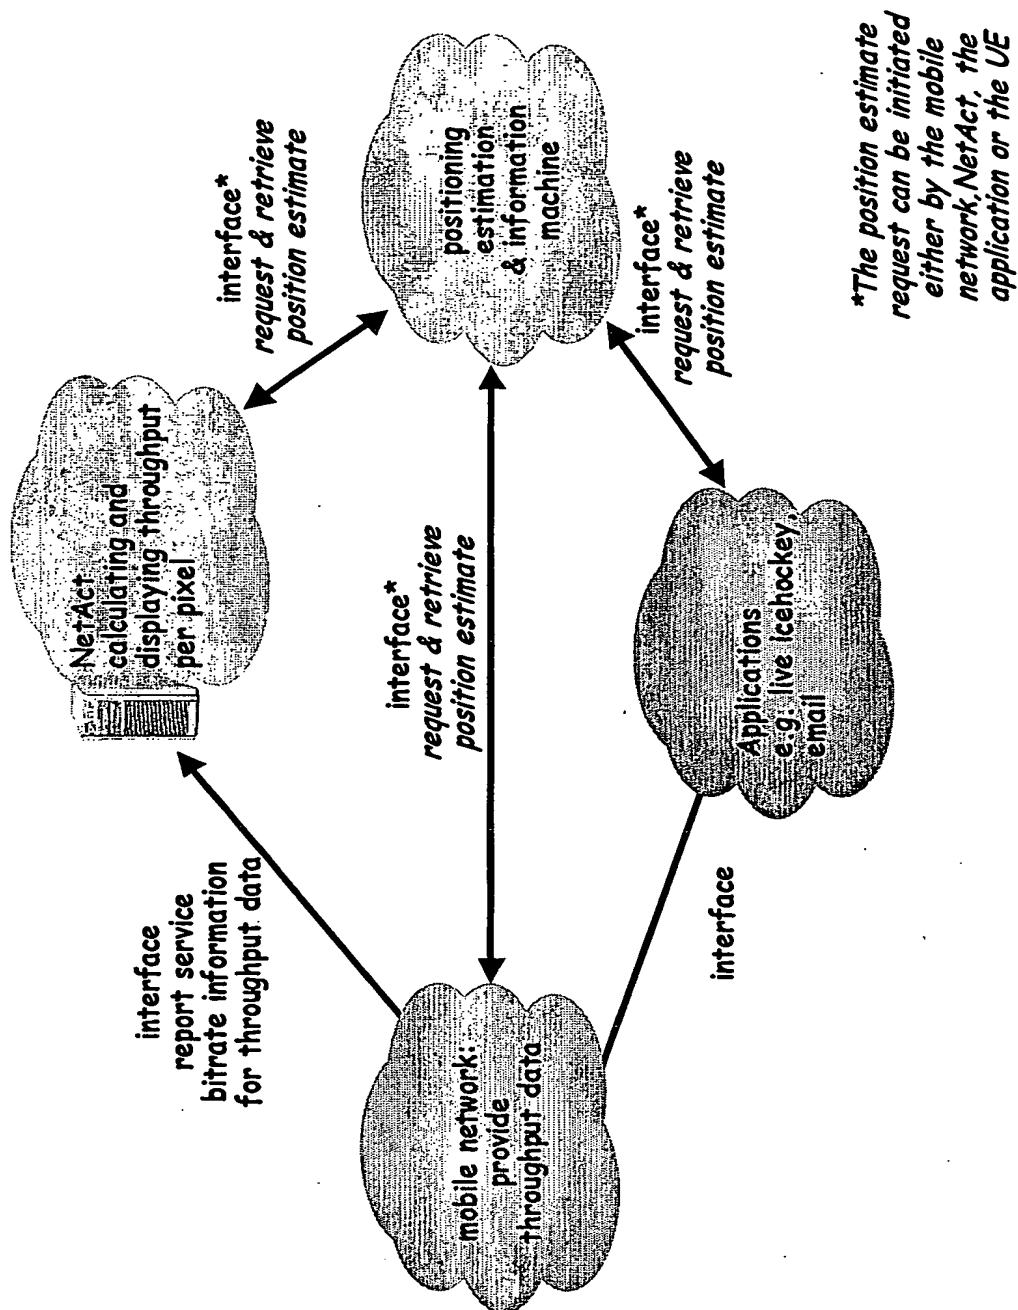 NetAct
calculating and
displaying throughput
per pixel
interface
report service
bitrate information
for throughput data
interface*
request & retrieve
position estimate
mobile network:
provide
throughput data
interface*
request & retrieve
position estimate
positioning
estimation
& information
machine
interface
Applications
e.g. live icehockey,
email
interface*
request & retrieve
position estimate
*The position estimate
request can be initiated
either by the mobile
network, NetAct, the
application or the UE